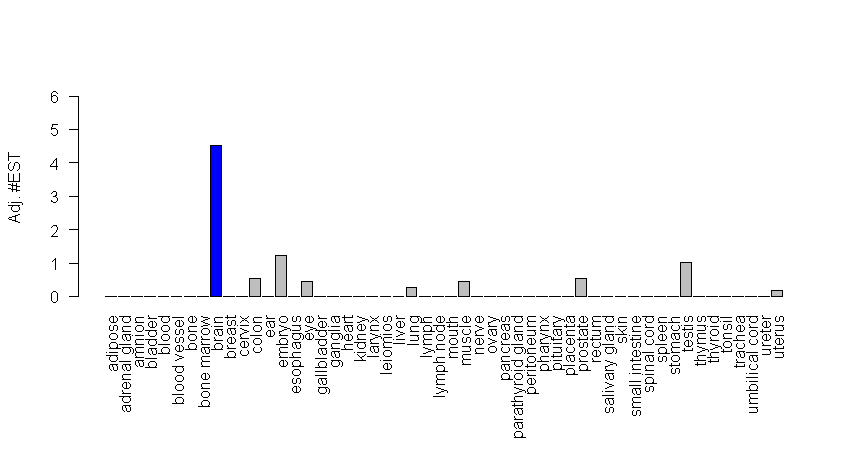 Adj. #EST
6
5
4
3
2
1
0
adipose
adrenal gland
amnion
bladder
blood
blood vessel
bone
bone marrow
brain
breast
cervix
colon
ear
embryo
esophagus
eye
gallbladder
ganglia
heart
kidney
larynx
leiomios
liver
lung
lymph
lymph node
mouth
muscle
nerve
ovary
pancreas
parathyroid gland
peritoneum
pharynx
pituitary
placenta
prostate
rectum
salivary gland
skin
small intestine
spinal cord
spleen
stomach
testis
thymus
thyroid
tonsil
trachea
umbilical cord
ureter
uterus